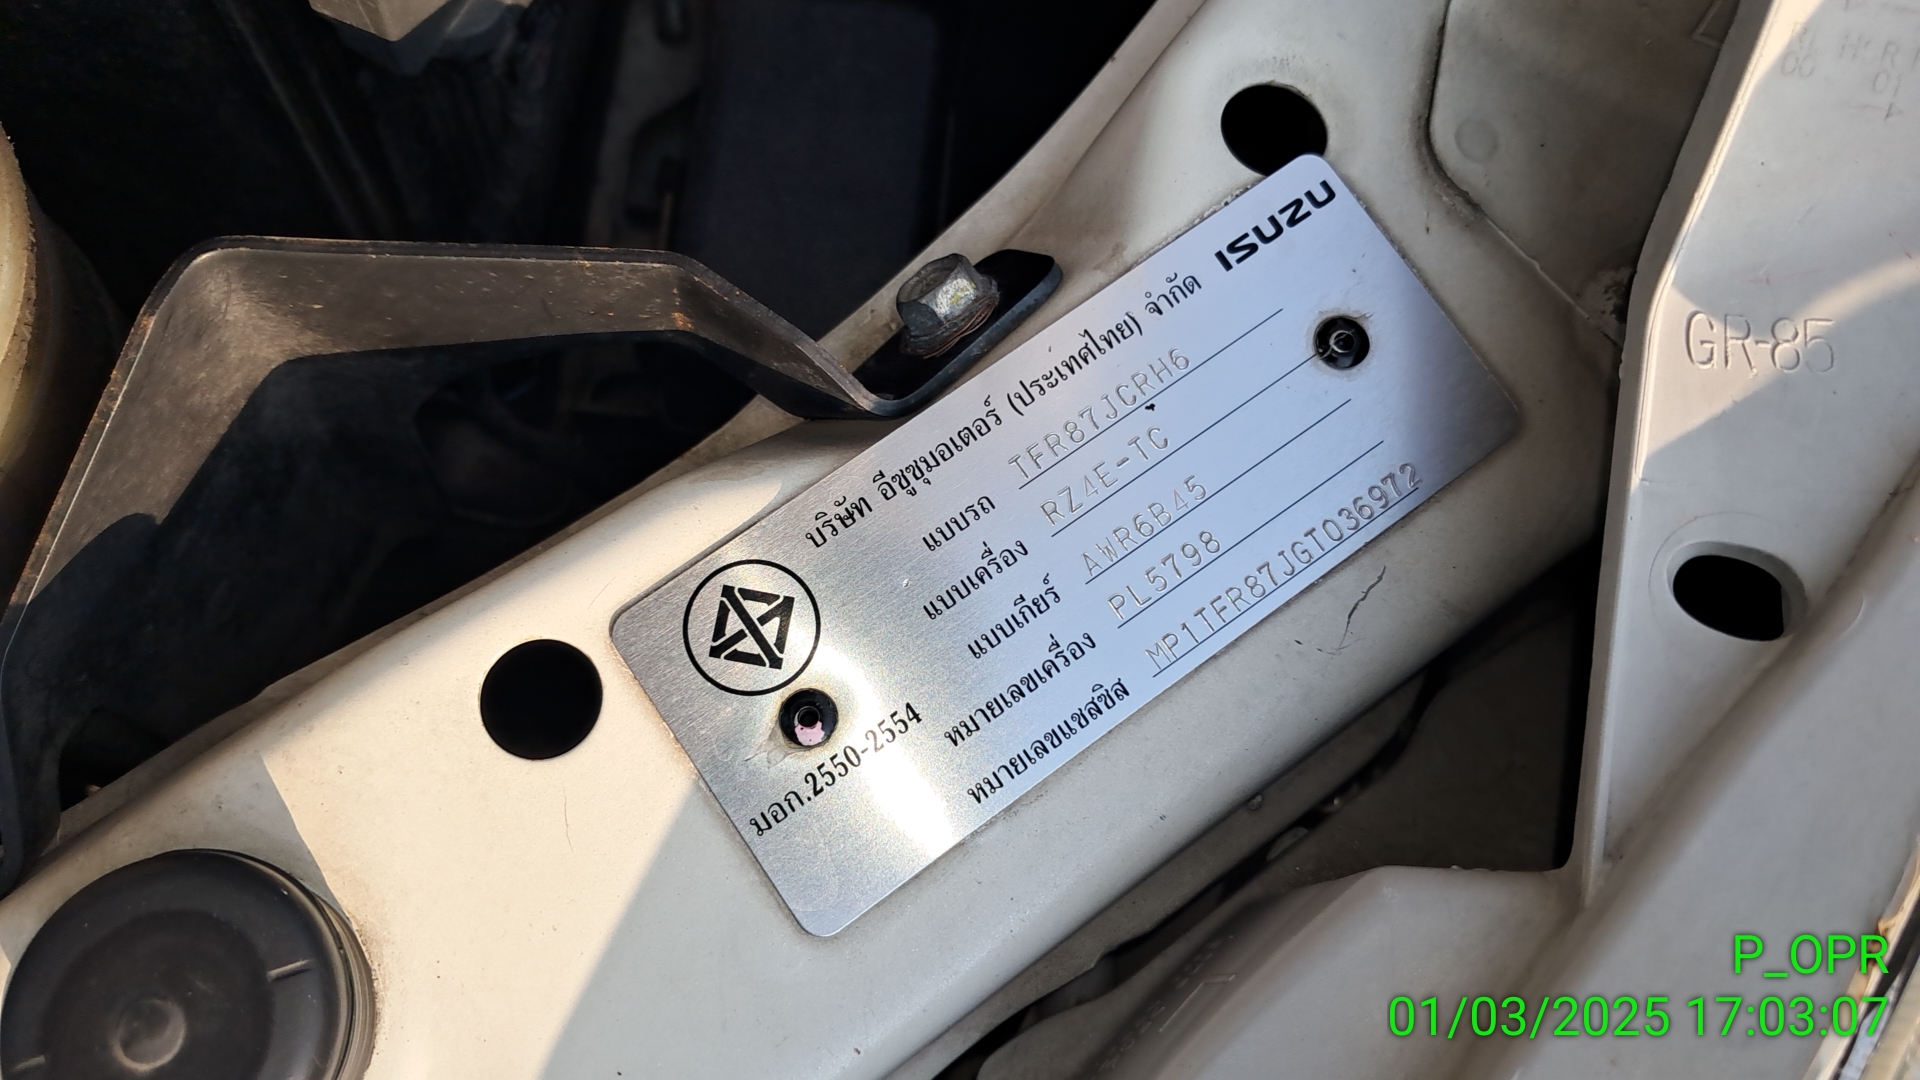 ISUZU
บริษัท อีซูซุมอเตอร์ (ประเทศไทย) จำกัด
แบบรถ TFR87JCRH6
แบบเครื่อง RZ4E-TC
แบบเกียร์ AWR6B45
หมายเลขเครื่อง PL5798
หมายเลขแชสซิส MP1TFR87JGT036972
มอก.2550-2554
GR-85
P_OPR
01/03/2025 17:03:07